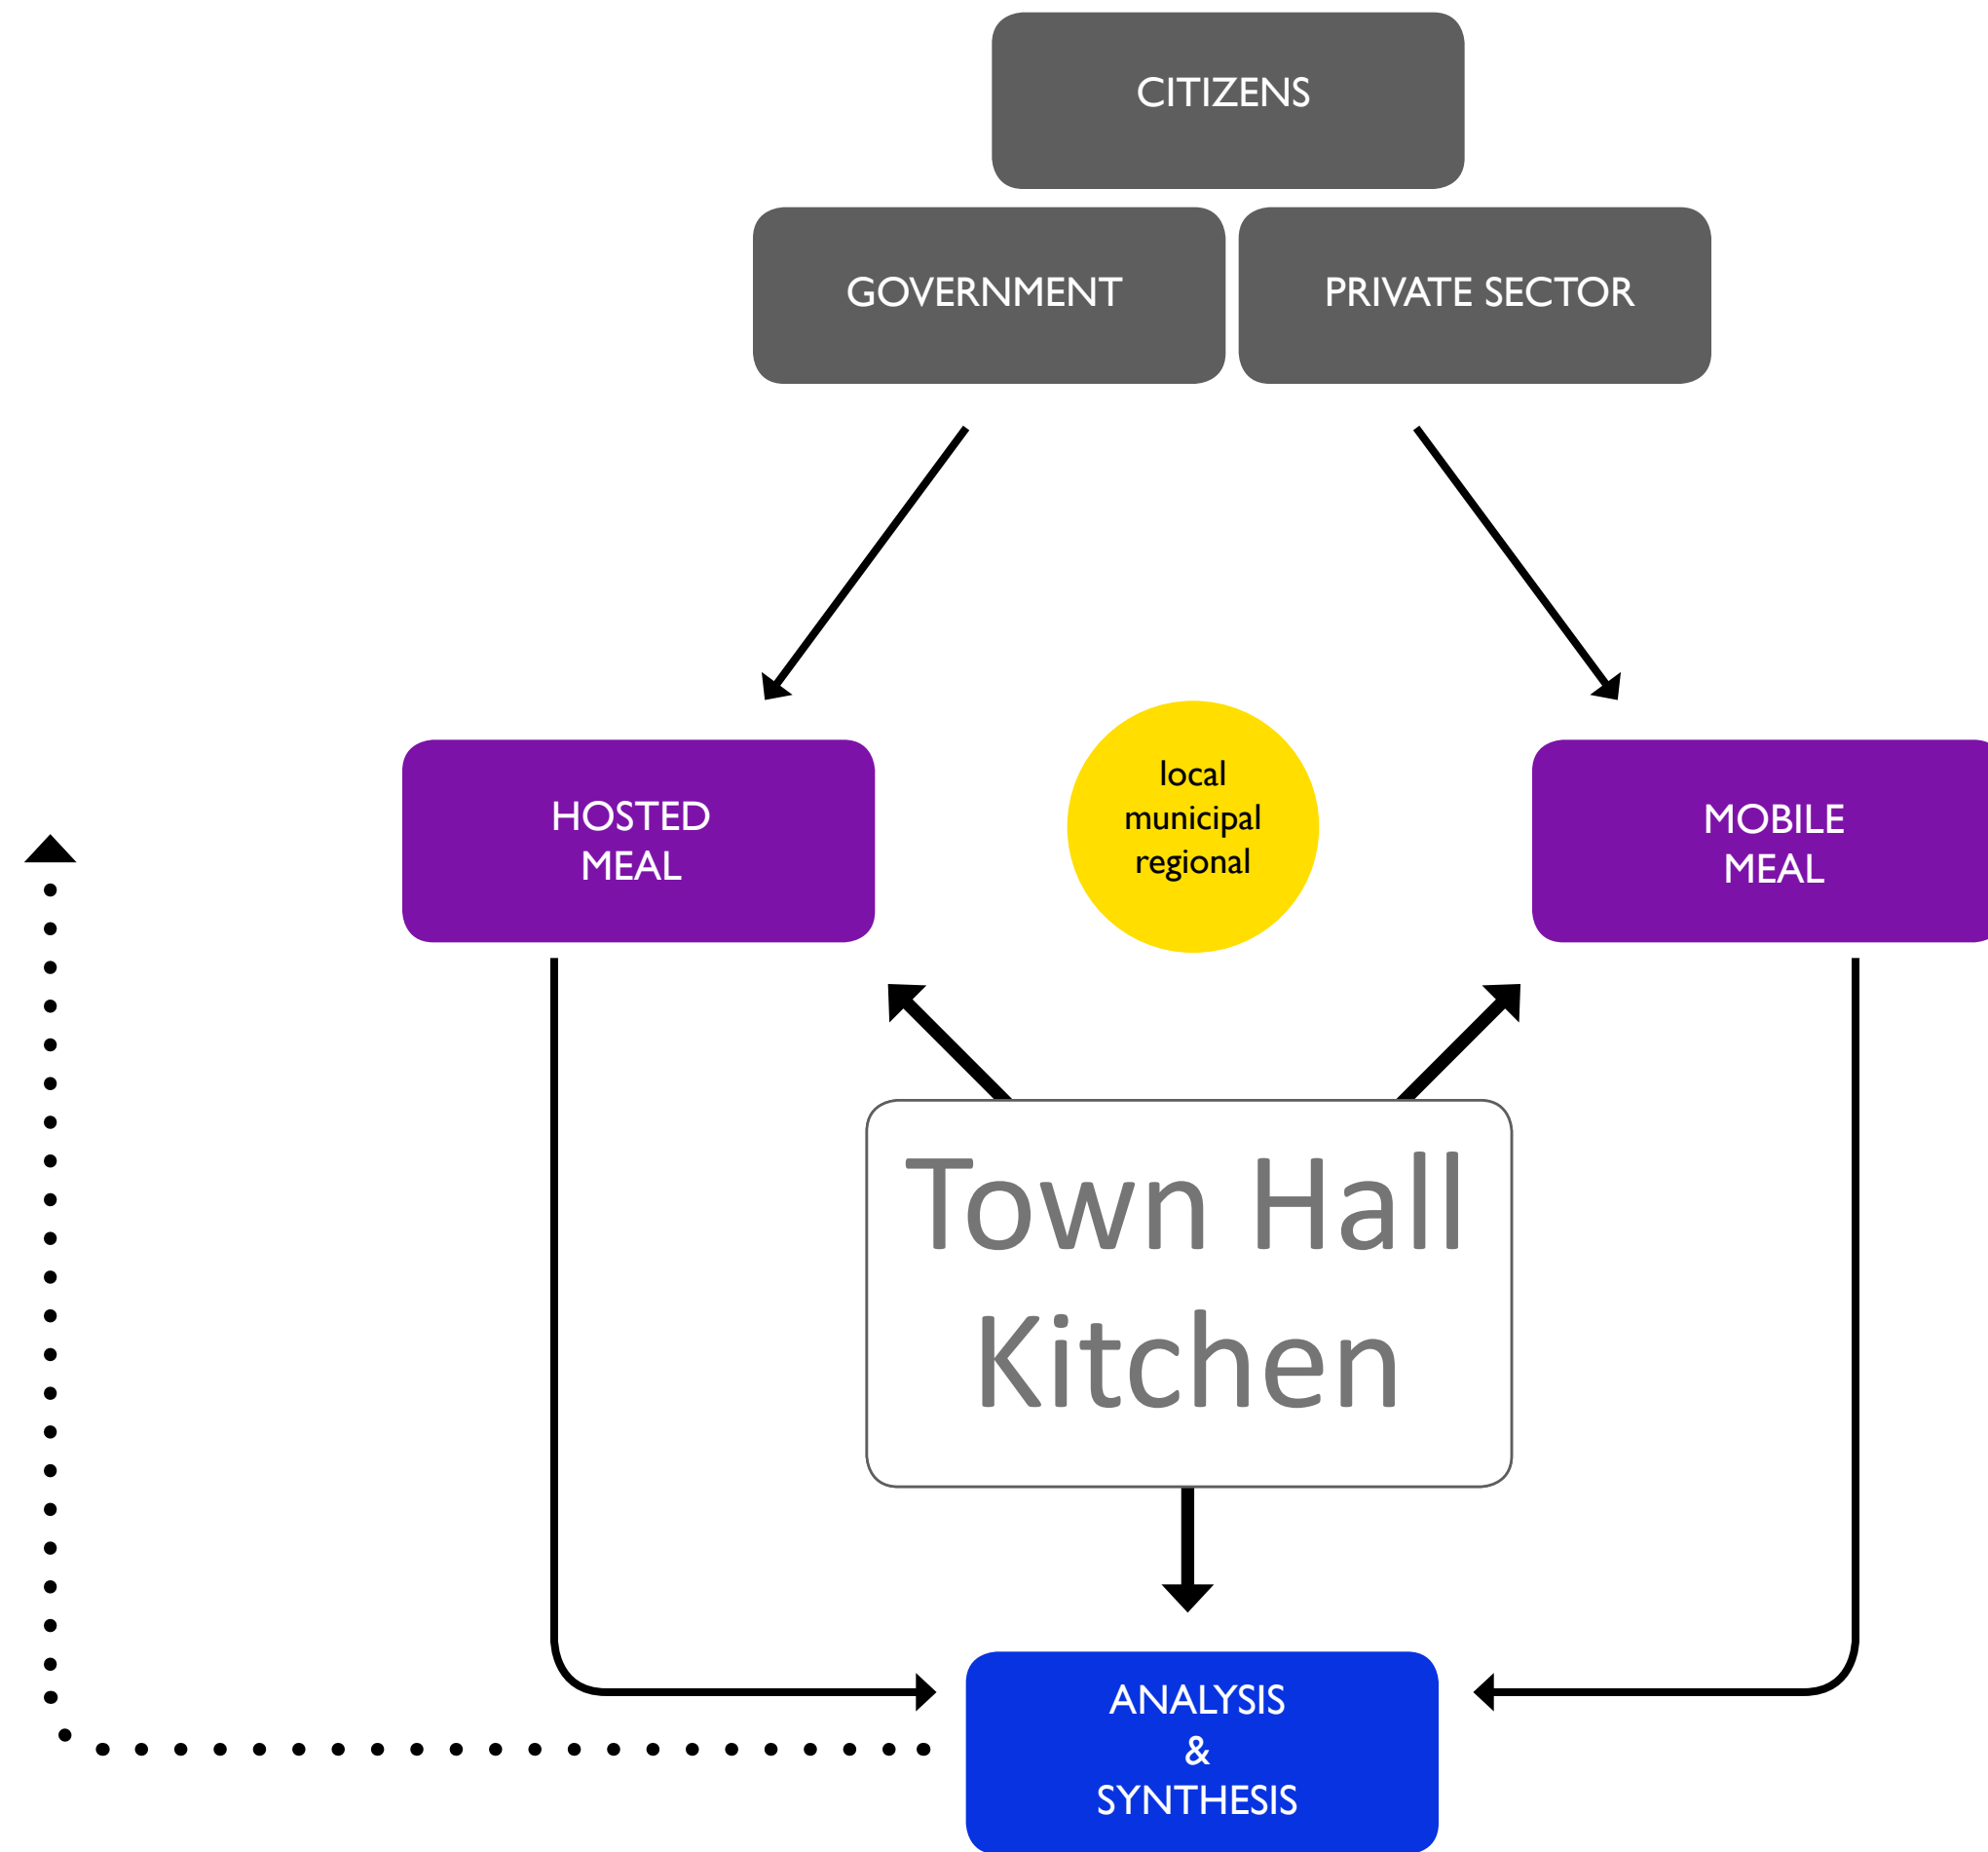 CITIZENS
GOVERNMENT
PRIVATE SECTOR
HOSTED
MEAL
local
municipal
regional
MOBILE
MEAL
Town Hall
Kitchen
ANALYSIS
&
SYNTHESIS